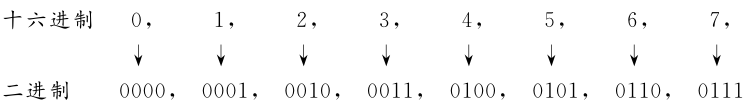 十六进制 0, 1, 2, 3, 4, 5, 6, 7,
↓ ↓ ↓ ↓ ↓ ↓ ↓ ↓
二进制 0000, 0001, 0010, 0011, 0100, 0101, 0110, 0111